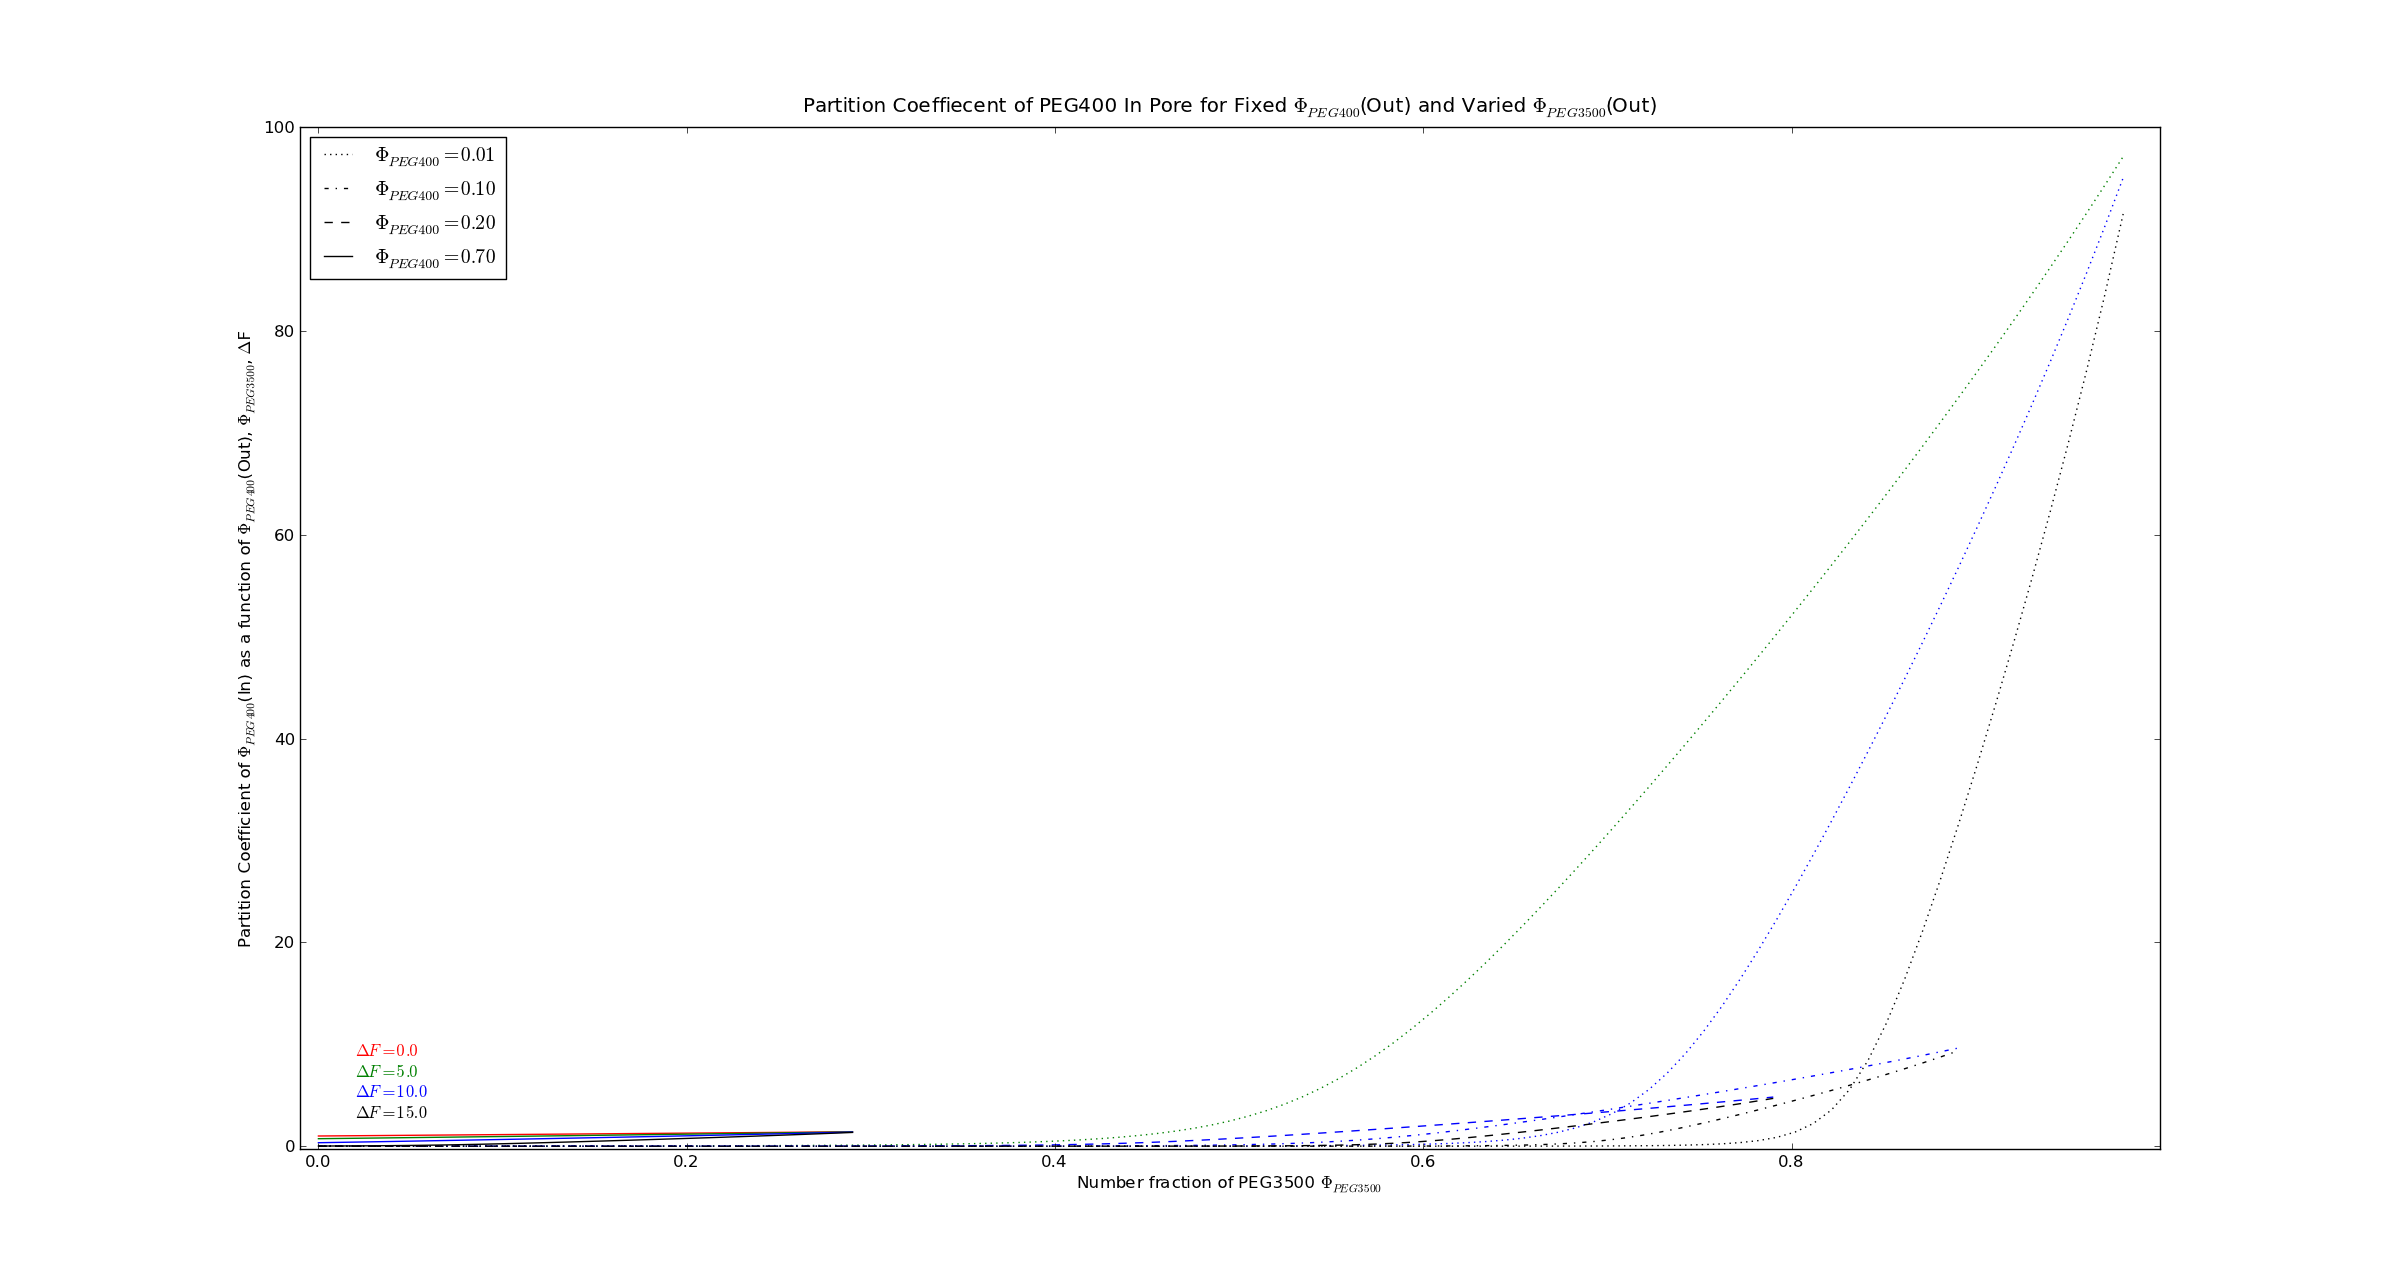 Partition Coeffiecent of PEG400 In Pore for Fixed Φ_PEG400(Out) and Varied Φ_PEG3500(Out)
Φ_PEG400 = 0.01
Φ_PEG400 = 0.10
Φ_PEG400 = 0.20
Φ_PEG400 = 0.70
Partition Coefficient of Φ_PEG400(In) as a function of Φ_PEG400(Out), Φ_PEG3500, ΔF
100
80
60
40
20
0
ΔF=0.0
ΔF=5.0
ΔF=10.0
ΔF=15.0
0.0 0.2 0.4 0.6 0.8
Number fraction of PEG3500 Φ_PEG3500